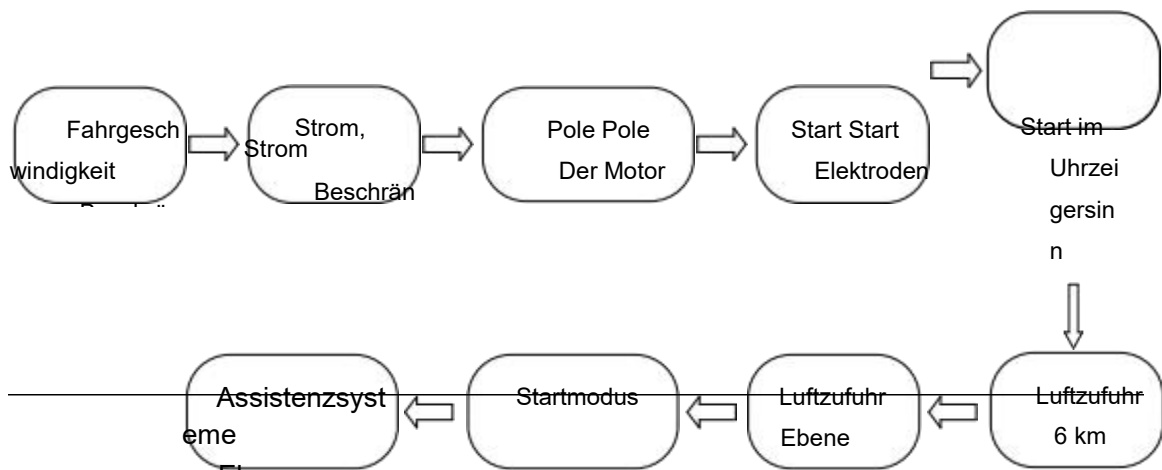 Fahrgesch
windigkeit
Strom,
Strom
Beschrän
Pole Pole
Der Motor
Start Start
Elektroden
Start im
Uhrzei
gersin
n
Luftzufuhr
6 km
Luftzufuhr
Ebene
Startmodus
Assistenzsyst
eme